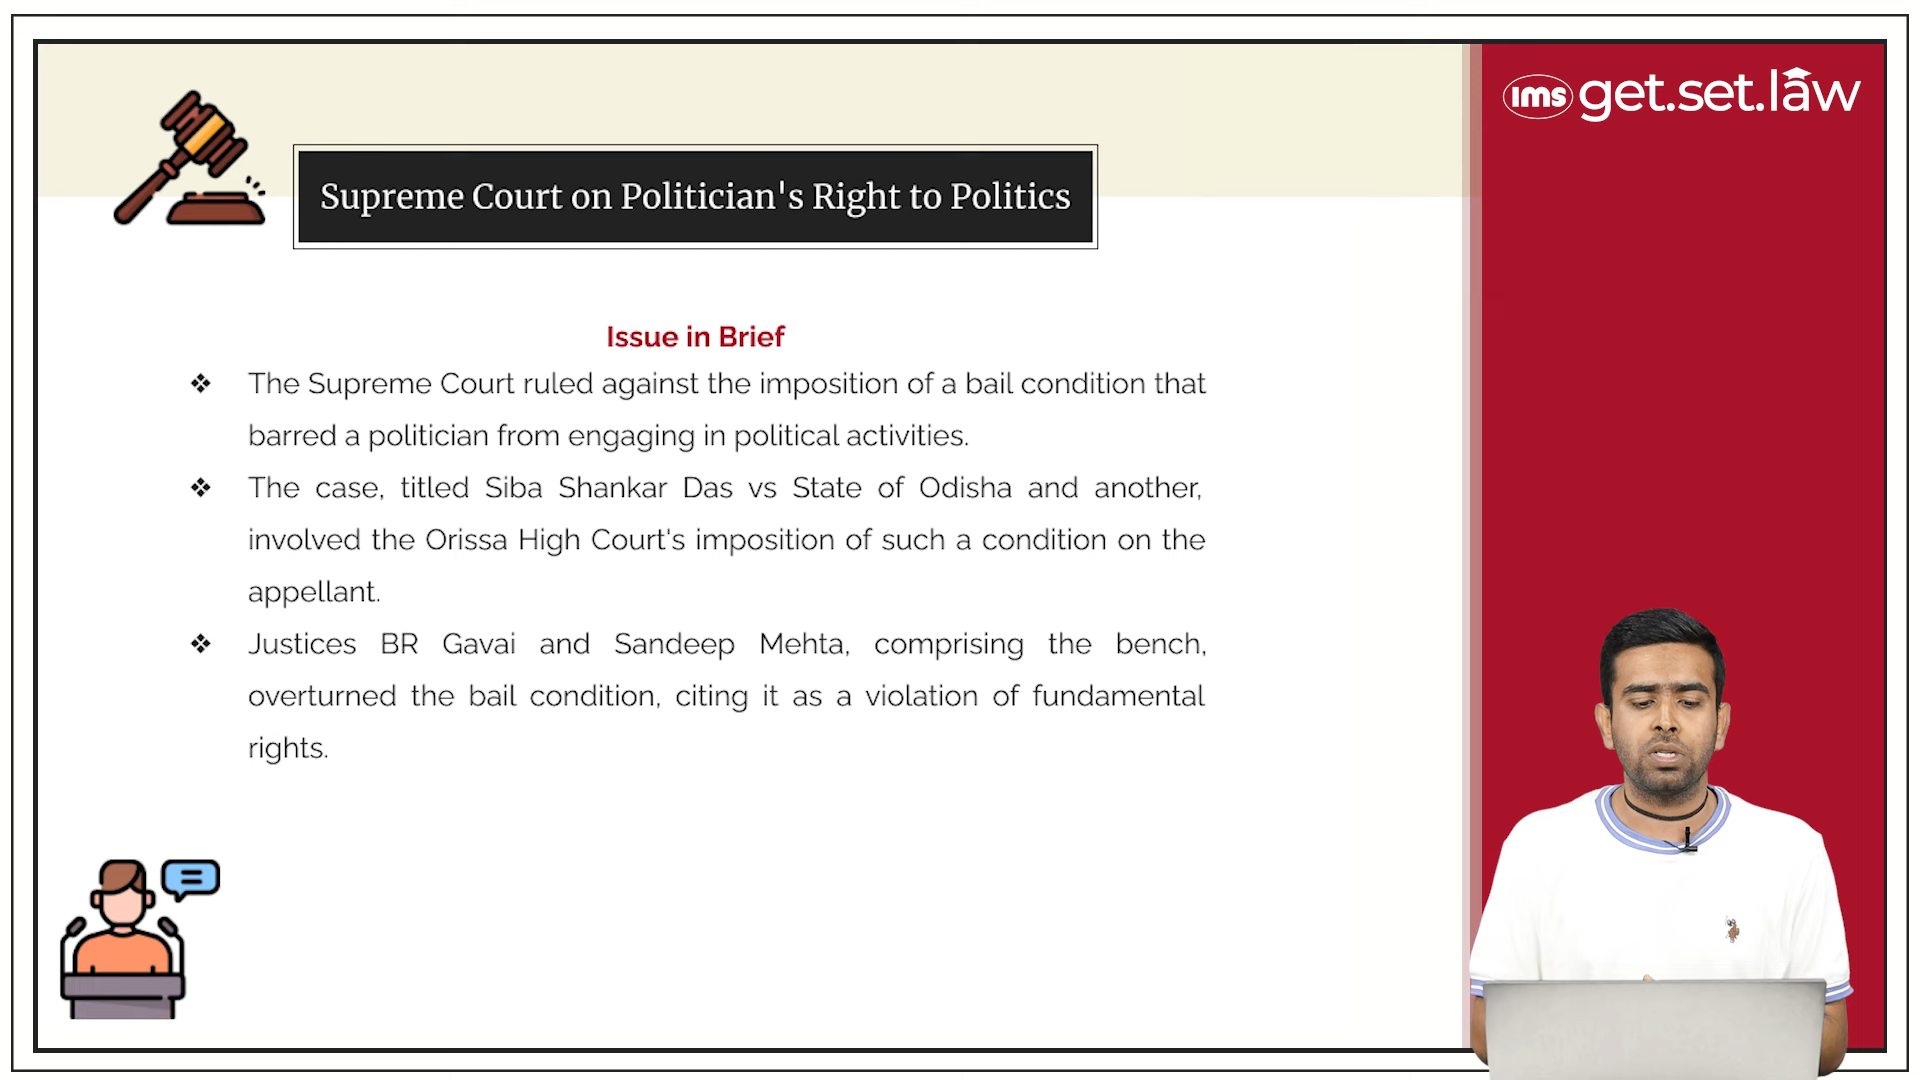 ims get.set.law
Supreme Court on Politician's Right to Politics
Issue in Brief
❖ The Supreme Court ruled against the imposition of a bail condition that
barred a politician from engaging in political activities.
❖ The case, titled Siba Shankar Das vs State of Odisha and another,
involved the Orissa High Court's imposition of such a condition on the
appellant.
❖ Justices BR Gavai and Sandeep Mehta, comprising the bench,
overturned the bail condition, citing it as a violation of fundamental
rights.